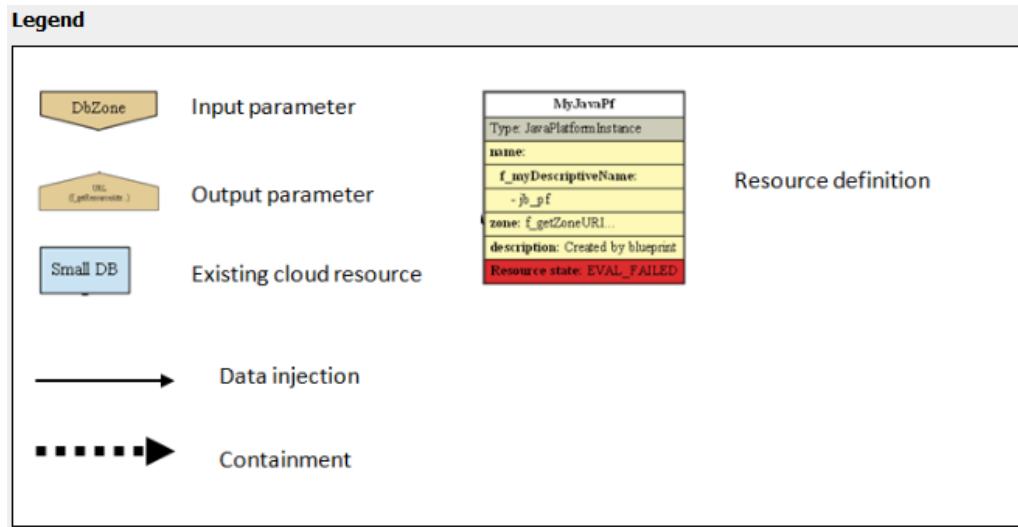 Legend
DbZone
Input parameter
URL
Output parameter
Small DB
Existing cloud resource
Data injection
Containment
MyJavaPf
Type: JavaPlatformInstance
name:
f_myDescriptiveName:
- jb_pf
zone: f_getZoneURI...
description: Created by blueprint
Resource state: EVAL_FAILED
Resource definition